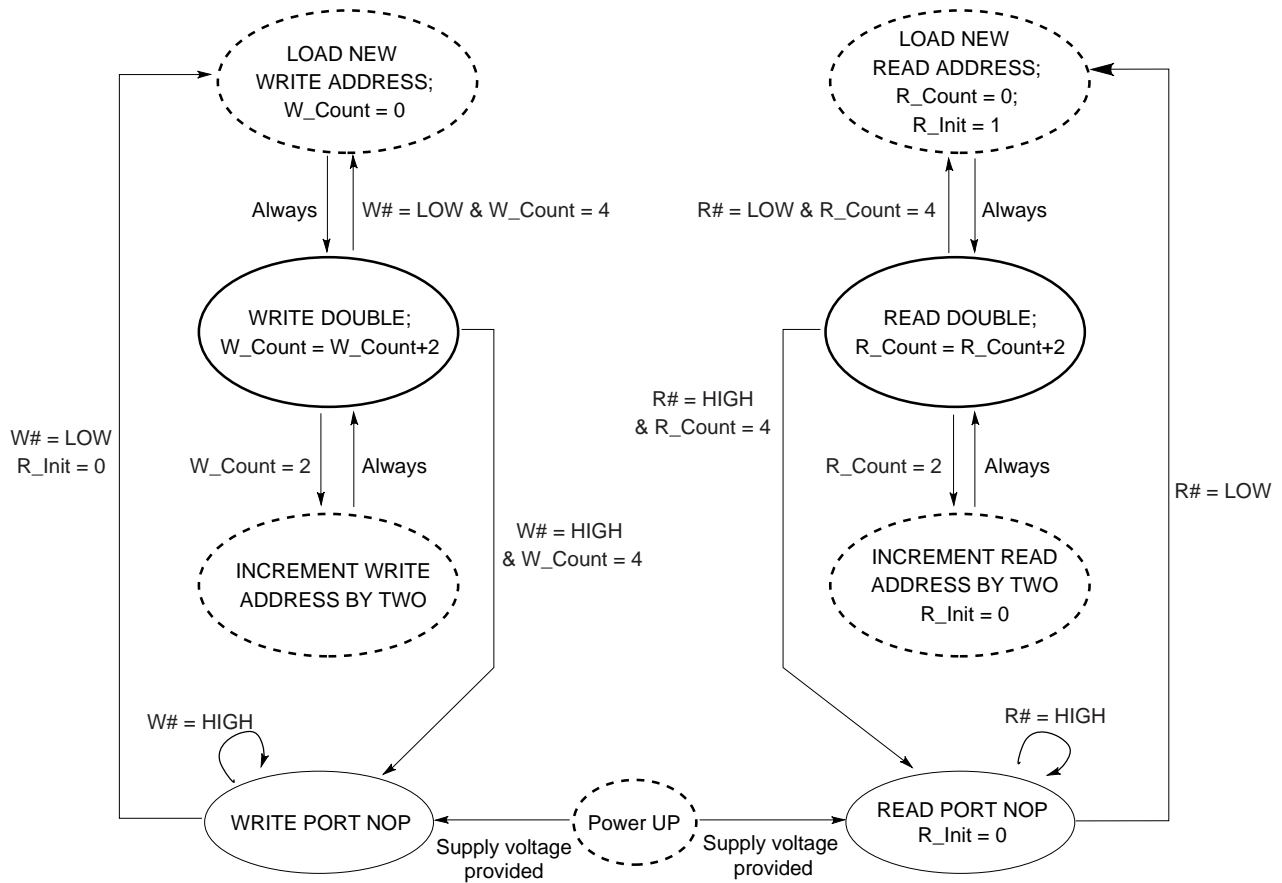 LOAD NEW
WRITE ADDRESS;
W_Count = 0
LOAD NEW
READ ADDRESS;
R_Count = 0;
R_Init = 1
Always
W# = LOW & W_Count = 4
R# = LOW & R_Count = 4
Always
WRITE DOUBLE;
W_Count = W_Count+2
READ DOUBLE;
R_Count = R_Count+2
W# = LOW
R_Init = 0
W_Count = 2
Always
W# = HIGH
& W_Count = 4
R# = HIGH
& R_Count = 4
R_Count = 2
Always
R# = LOW
INCREMENT WRITE
ADDRESS BY TWO
INCREMENT READ
ADDRESS BY TWO
R_Init = 0
W# = HIGH
R# = HIGH
WRITE PORT NOP
Power UP
READ PORT NOP
R_Init = 0
Supply voltage
provided
Supply voltage
provided